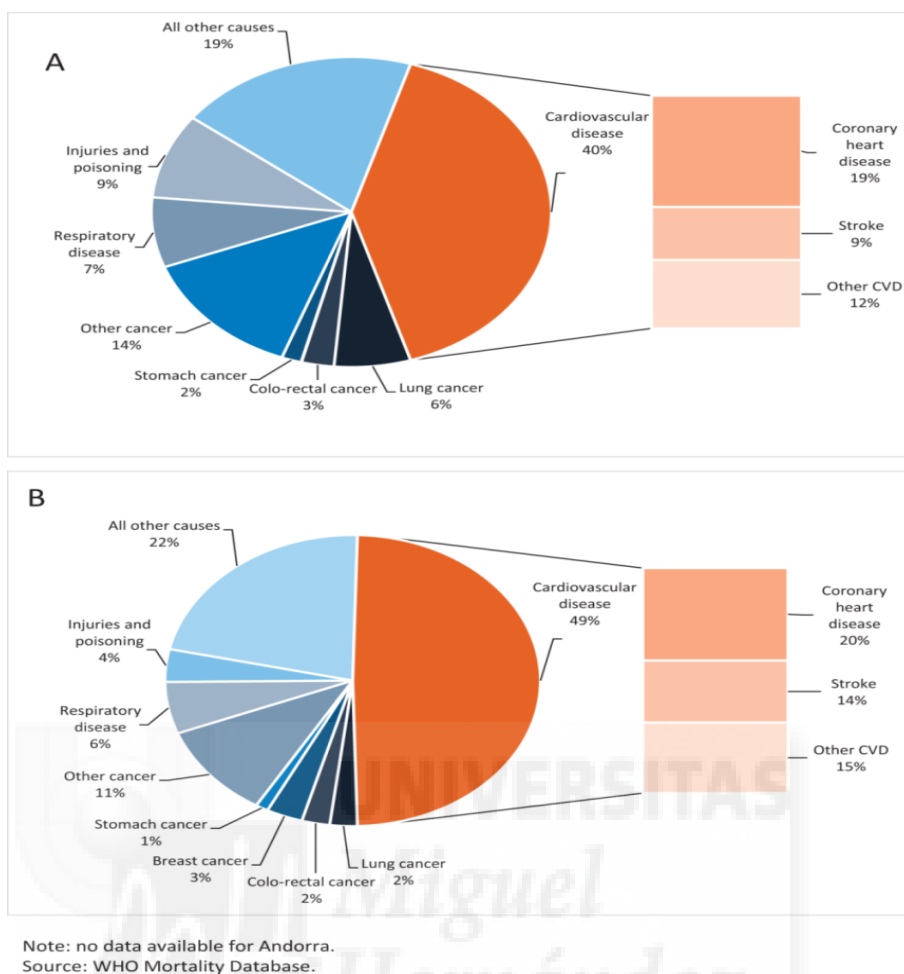 A
All other causes
19%
Cardiovascular
disease
40%
Coronary
heart
disease
19%
Injuries and
poisoning
9%
Stroke
9%
Respiratory
disease
7%
Other CVD
12%
Other cancer
14%
Stomach cancer
2%
Colo-rectal cancer
3%
Lung cancer
6%
B
All other causes
22%
Cardiovascular
disease
49%
Coronary
heart
disease
20%
Injuries and
poisoning
4%
Stroke
14%
Respiratory
disease
6%
Other CVD
15%
Other cancer
11%
Stomach cancer
1%
Breast cancer
3%
Colo-rectal cancer
2%
Lung cancer
2%
UNIVERSITAS
Miguel
Hernández
Note: no data available for Andorra.
Source: WHO Mortality Database.